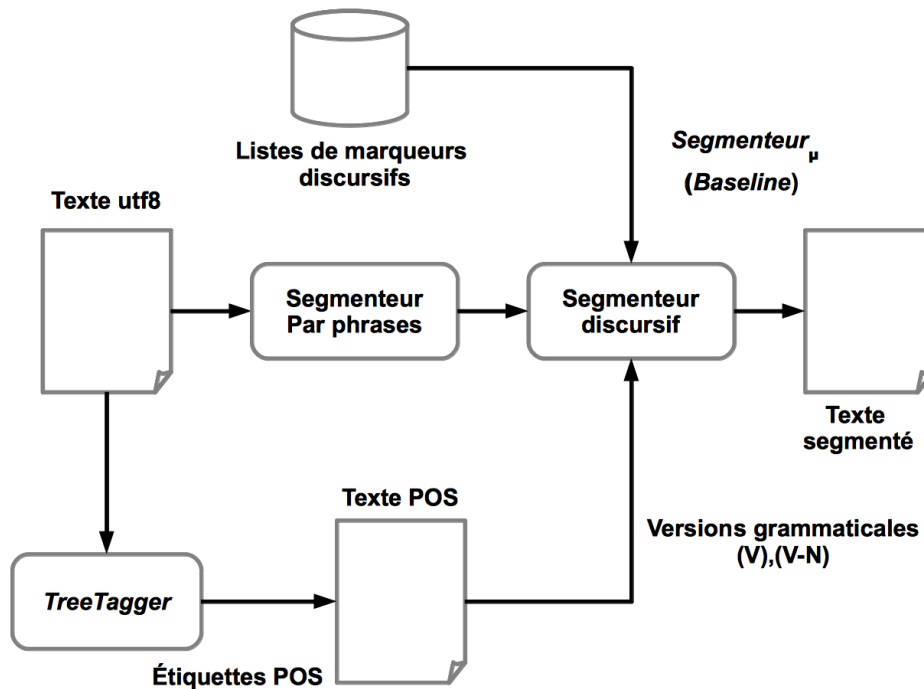 Listes de marqueurs
discursifs
Segmenteur μ
(Baseline)
Texte utf8
Segmenteur
Par phrases
Segmenteur
discursif
Texte
segmenté
Texte POS
Versions grammaticales
(V),(V-N)
TreeTagger
Étiquettes POS